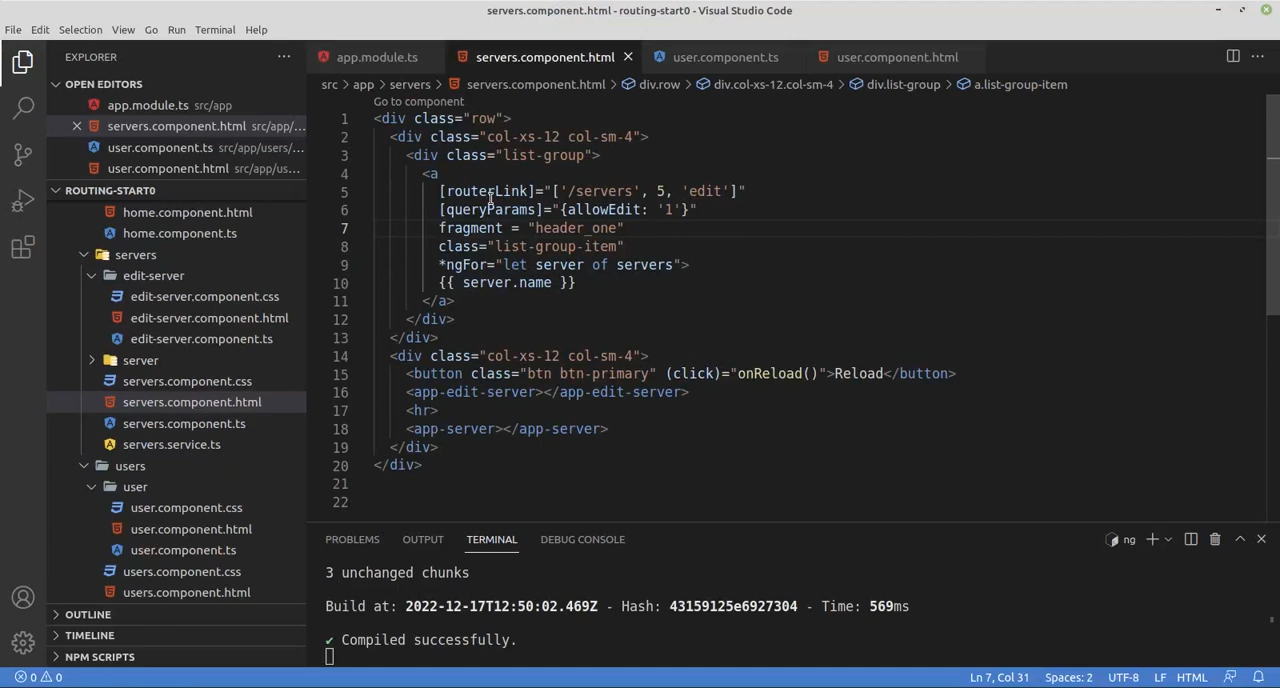 servers.component.html - routing-start0 - Visual Studio Code
File Edit Selection View Go Run Terminal Help
EXPLORER
OPEN EDITORS
app.module.ts src/app
servers.component.html src/app/...
user.component.ts src/app/users/...
user.component.html src/app/us...
ROUTING-START0
home.component.html
home.component.ts
servers
edit-server
edit-server.component.css
edit-server.component.html
edit-server.component.ts
server
servers.component.css
servers.component.html
servers.component.ts
servers.service.ts
users
user
user.component.css
user.component.html
user.component.ts
users.component.css
users.component.html
OUTLINE
TIMELINE
NPM SCRIPTS
app.module.ts servers.component.html user.component.ts user.component.html
src app servers servers.component.html div.row div.col-xs-12.col-sm-4 div.list-group a.list-group-item
Go to component
1 <div class="row">
2 <div class="col-xs-12 col-sm-4">
3 <div class="list-group">
4 <a
5 [routerLink]="['/servers', 5, 'edit']"
6 [queryParams]="{allowEdit: '1'}"
7 fragment = "header_one"
8 class="list-group-item"
9 *ngFor="let server of servers">
10 {{ server.name }}
11 </a>
12 </div>
13 </div>
14 <div class="col-xs-12 col-sm-4">
15 <button class="btn btn-primary" (click)="onReload()">Reload</button>
16 <app-edit-server></app-edit-server>
17 <hr>
18 <app-server></app-server>
19 </div>
20 </div>
21
22
PROBLEMS OUTPUT TERMINAL DEBUG CONSOLE ng
3 unchanged chunks
Build at: 2022-12-17T12:50:02.469Z - Hash: 43159125e6927304 - Time: 569ms
✔ Compiled successfully.
0 0 Ln 7, Col 31 Spaces: 2 UTF-8 LF HTML